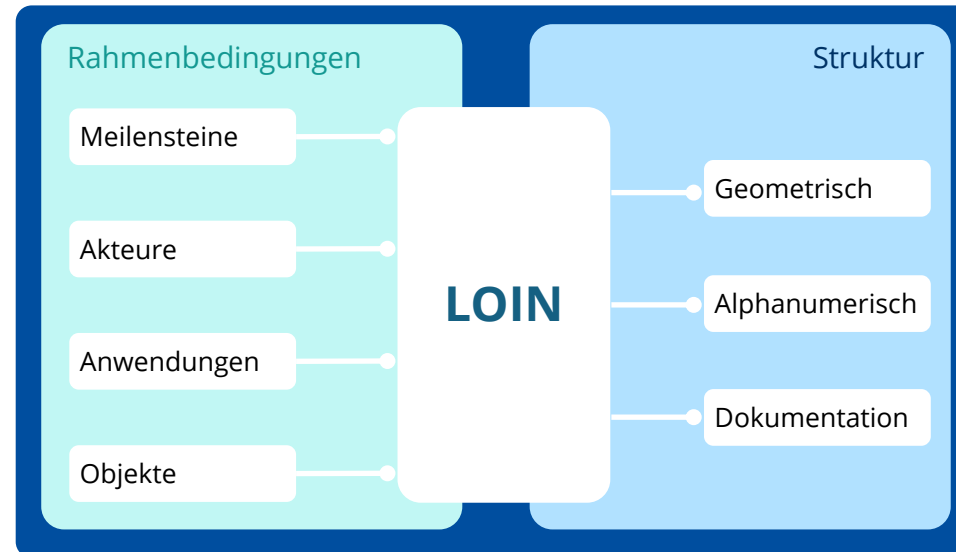 Rahmenbedingungen
Meilensteine
Akteure
Anwendungen
Objekte
LOIN
Struktur
Geometrisch
Alphanumerisch
Dokumentation